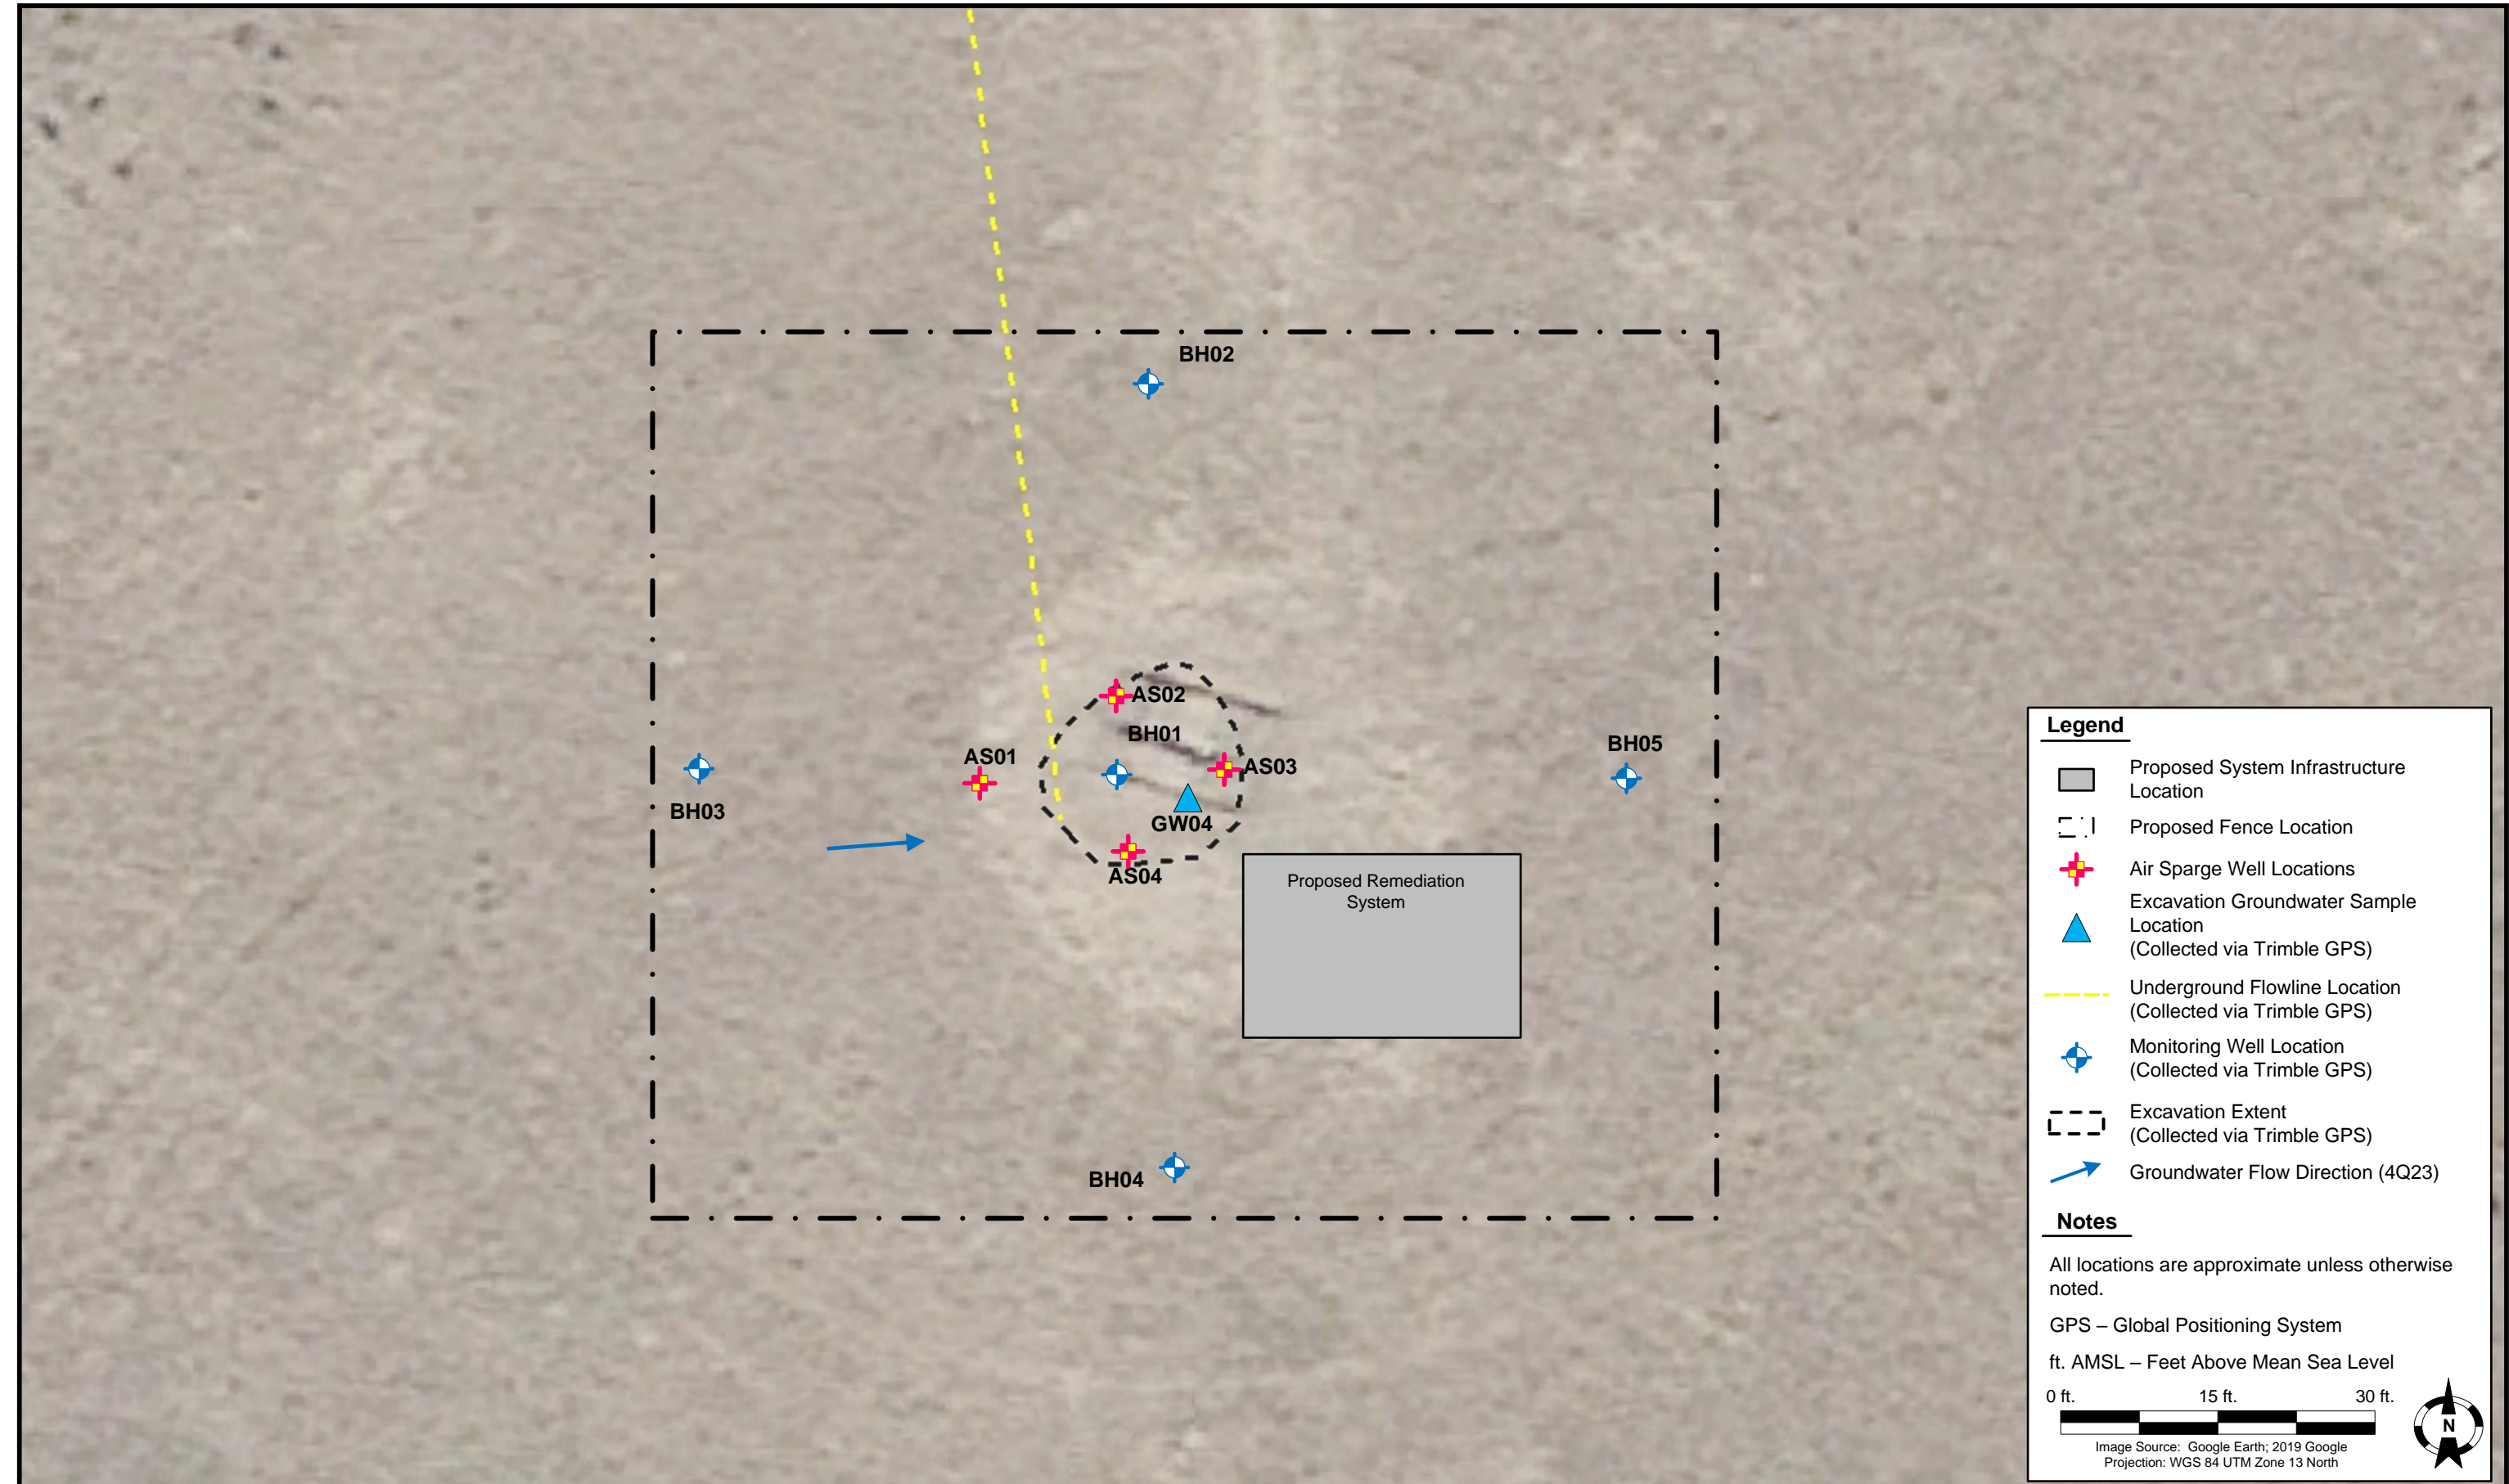 BH02
AS02
BH01
AS01
AS03
BH05
BH03
GW04
AS04
Proposed Remediation
System
BH04
Legend
Proposed System Infrastructure
Location
Proposed Fence Location
Air Sparge Well Locations
Excavation Groundwater Sample
Location
(Collected via Trimble GPS)
Underground Flowline Location
(Collected via Trimble GPS)
Monitoring Well Location
(Collected via Trimble GPS)
Excavation Extent
(Collected via Trimble GPS)
Groundwater Flow Direction (4Q23)
Notes
All locations are approximate unless otherwise
noted.
GPS – Global Positioning System
ft. AMSL – Feet Above Mean Sea Level
0 ft. 15 ft. 30 ft.
N
Image Source: Google Earth; 2019 Google
Projection: WGS 84 UTM Zone 13 North